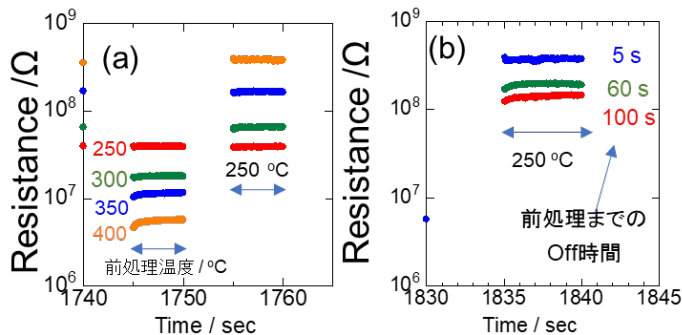 (a)
Resistance /Ω
10⁹
10⁸
10⁷
10⁶
250
300
350
400
250 °C
前処理温度 / °C
1740
1750
1760
Time / sec
(b)
Resistance /Ω
10⁹
10⁸
10⁷
10⁶
5 s
60 s
100 s
250 °C
前処理までの
Off時間
1830
1835
1840
1845
Time / sec